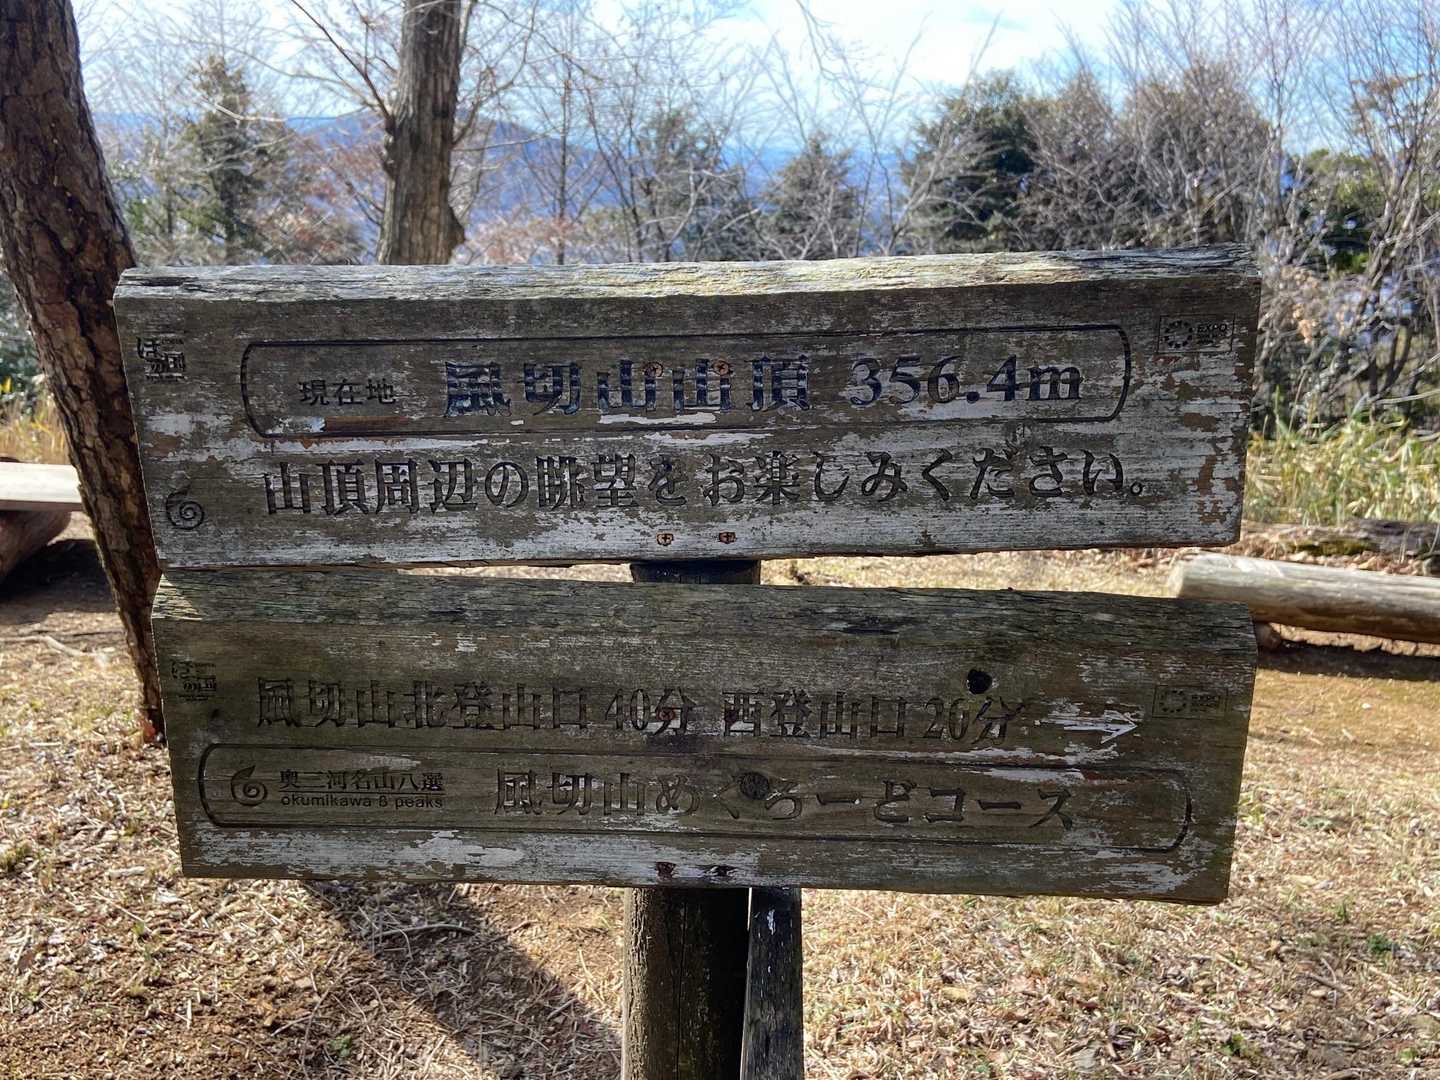 現在地 風切山山頂 356.4m
EXPO
山頂周辺の眺望をお楽しみください。
風切山北登山口 40分 西登山口 20分 →
EXPO
奥三河名山八選
okumikawa 8 peaks
風切山めぐろーどコース